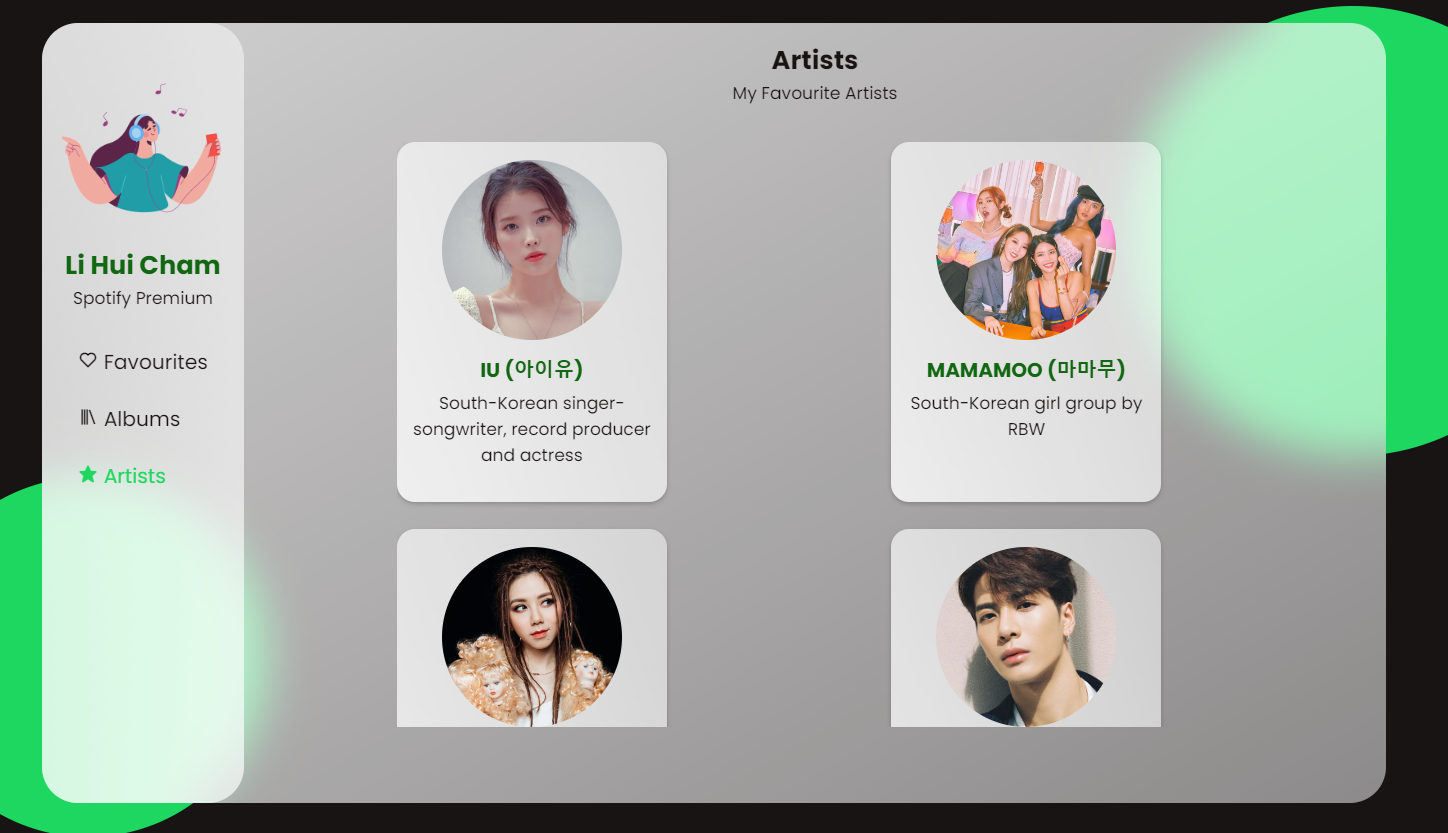 Li Hui Cham
Spotify Premium
Favourites
Albums
Artists
Artists
My Favourite Artists
IU (아이유)
South-Korean singer-
songwriter, record producer
and actress
MAMAMOO (마마무)
South-Korean girl group by
RBW